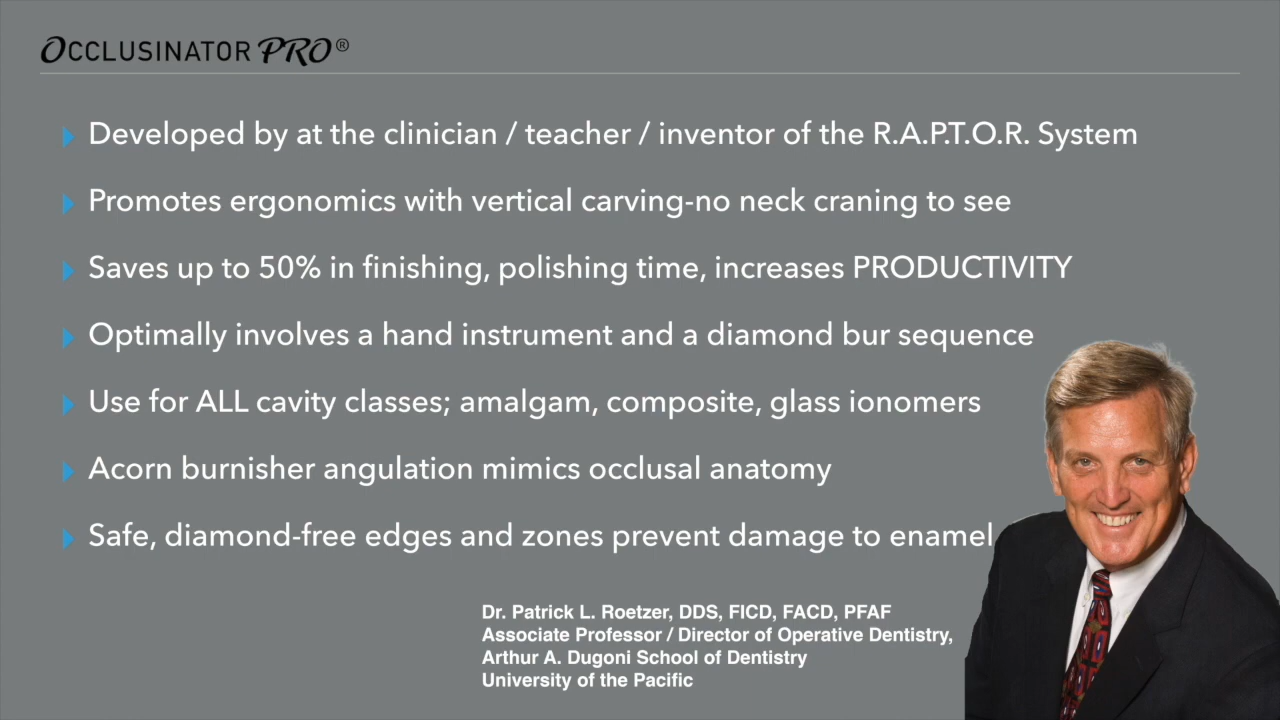 OCCLUSINATOR PRO®
Developed by at the clinician / teacher / inventor of the R.A.P.T.O.R. System
Promotes ergonomics with vertical carving-no neck craning to see
Saves up to 50% in finishing, polishing time, increases PRODUCTIVITY
Optimally involves a hand instrument and a diamond bur sequence
Use for ALL cavity classes; amalgam, composite, glass ionomers
Acorn burnisher angulation mimics occlusal anatomy
Safe, diamond-free edges and zones prevent damage to enamel
Dr. Patrick L. Roetzer, DDS, FICD, FACD, PFAF
Associate Professor / Director of Operative Dentistry,
Arthur A. Dugoni School of Dentistry
University of the Pacific